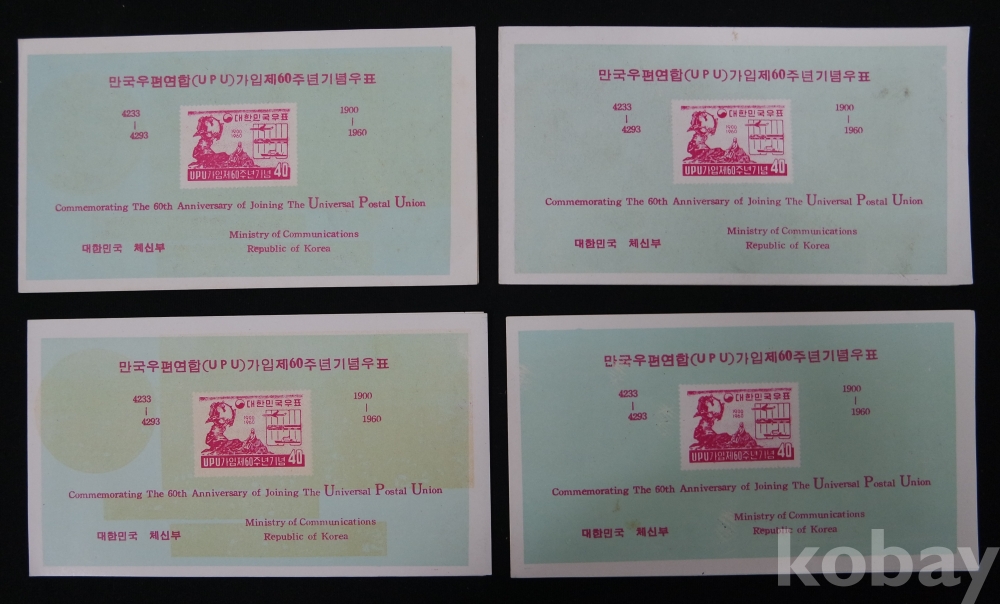 만국우편연합(UPU)가입제60주년기념우표
4233
|
4293
1900
|
1960
대한민국우표
1900
1960
UPU가입제60주년기념 40
Commemorating The 60th Anniversary of Joining The Universal Postal Union
대한민국 체신부
Ministry of Communications
Republic of Korea
만국우편연합(UPU)가입제60주년기념우표
4233
|
4293
1900
|
1960
대한민국우표
1900
1960
UPU가입제60주년기념 40
Commemorating The 60th Anniversary of Joining The Universal Postal Union
대한민국 체신부
Ministry of Communications
Republic of Korea
만국우편연합(UPU)가입제60주년기념우표
4233
|
4293
1900
|
1960
대한민국우표
1900
1960
UPU가입제60주년기념 40
Commemorating The 60th Anniversary of Joining The Universal Postal Union
대한민국 체신부
Ministry of Communications
Republic of Korea
만국우편연합(UPU)가입제60주년기념우표
4233
|
4293
1900
|
1960
대한민국우표
1900
1960
UPU가입제60주년기념 40
Commemorating The 60th Anniversary of Joining The Universal Postal Union
대한민국 체신부
Ministry of Communications
Republic of Korea
kobay